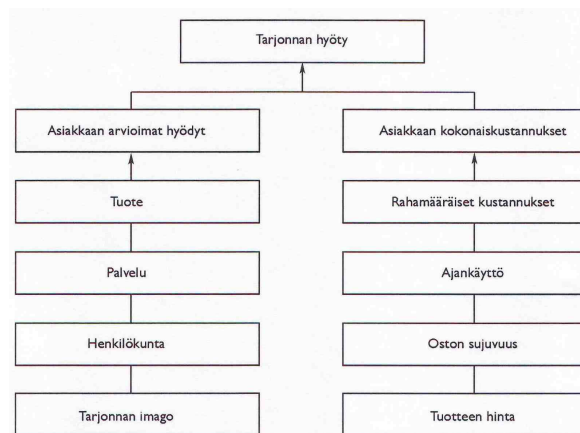 Tarjonnan hyöty
Asiakkaan arvioimat hyödyt
Asiakkaan kokonaiskustannukset
Tuote
Rahamääräiset kustannukset
Palvelu
Ajankäyttö
Henkilökunta
Oston sujuvuus
Tarjonnan imago
Tuotteen hinta